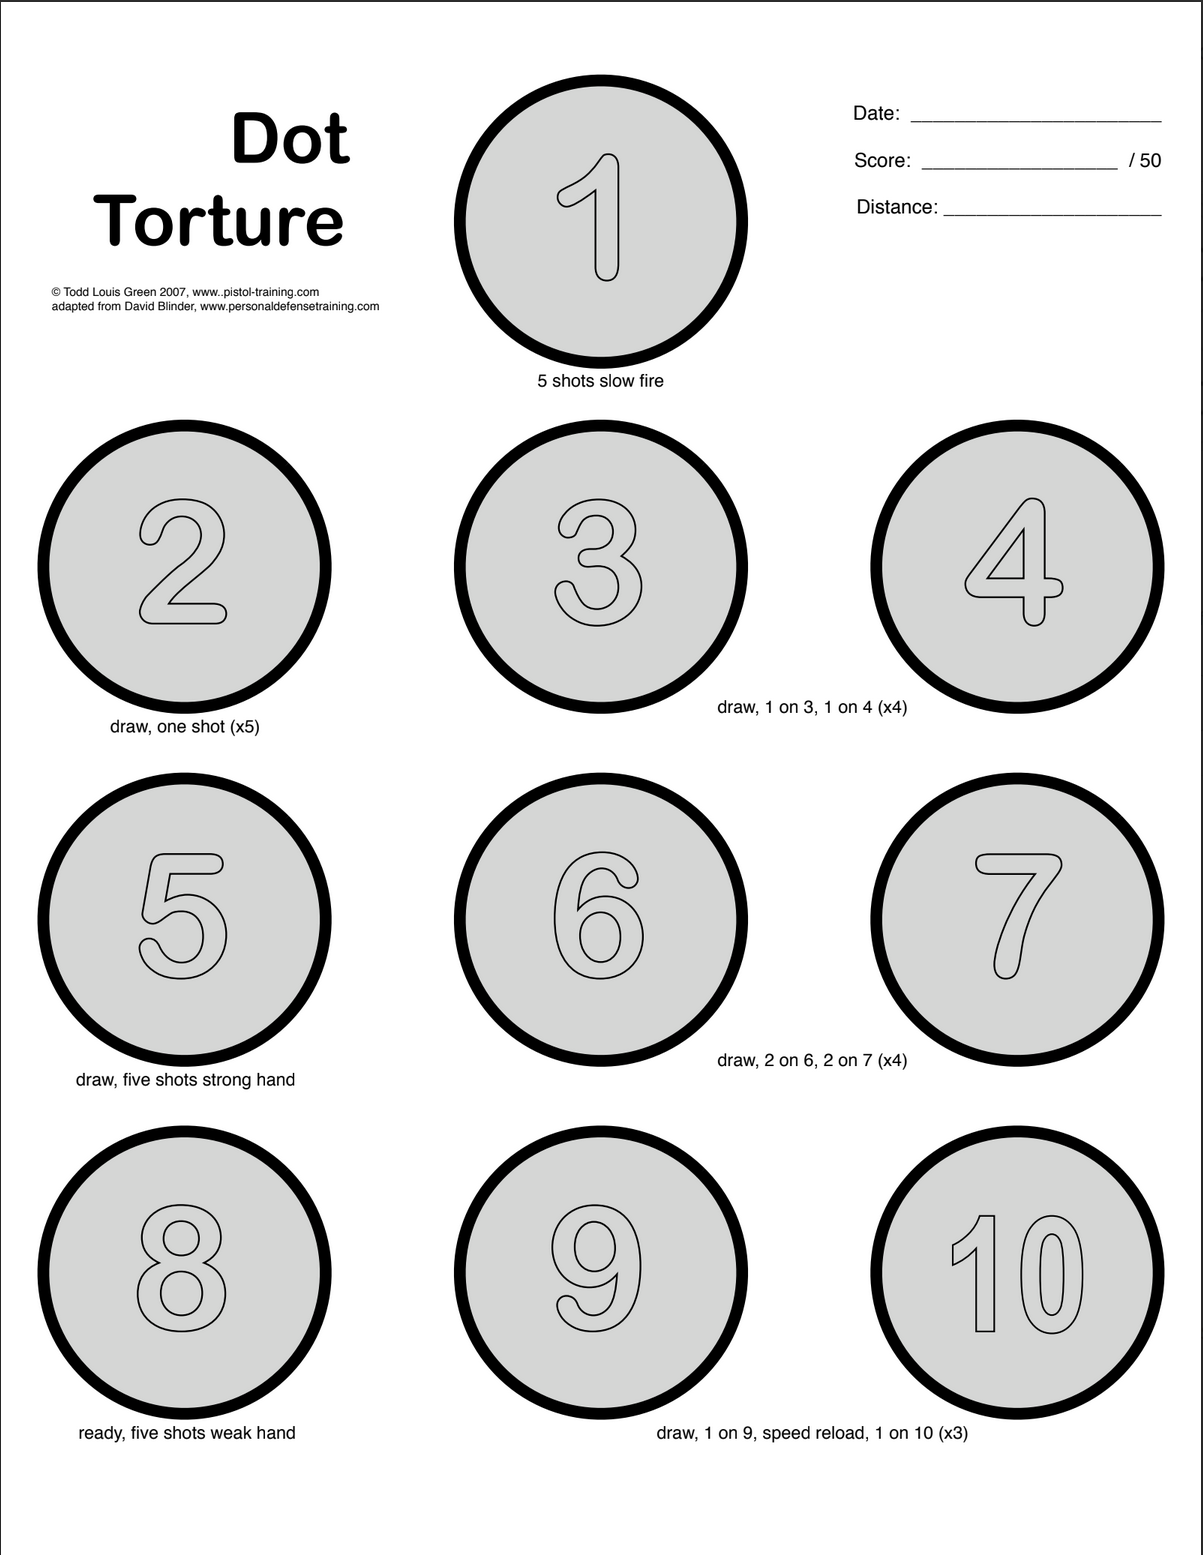 Dot
Torture
© Todd Louis Green 2007, www..pistol-training.com
adapted from David Blinder, www.personaldefensetraining.com
Date: _______________________
Score: __________________ / 50
Distance: ____________________
1
5 shots slow fire
2
3
4
draw, one shot (x5)
draw, 1 on 3, 1 on 4 (x4)
5
6
7
draw, five shots strong hand
draw, 2 on 6, 2 on 7 (x4)
8
9
10
ready, five shots weak hand
draw, 1 on 9, speed reload, 1 on 10 (x3)